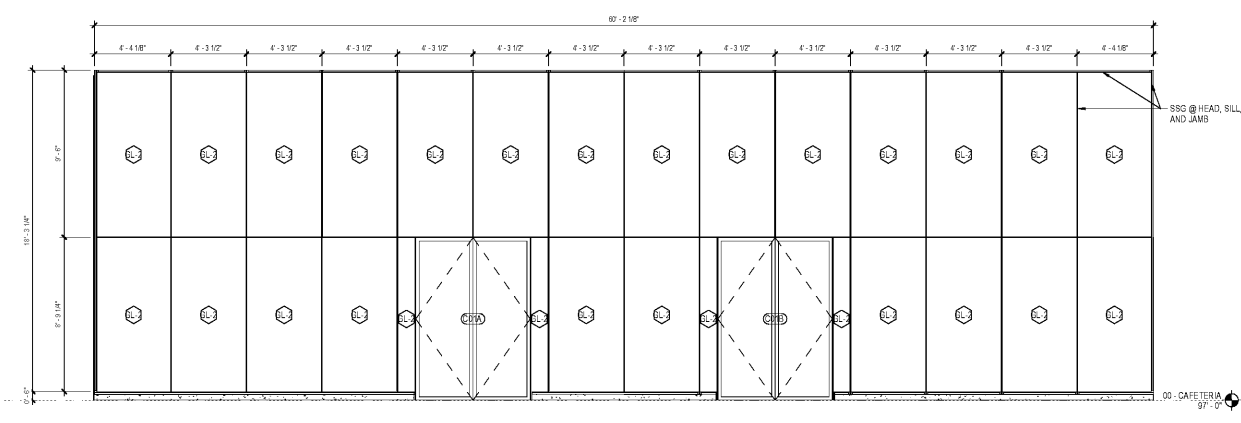 60' - 2 1/8"
4' - 4 1/8" 4' - 3 1/2" 4' - 3 1/2" 4' - 3 1/2" 4' - 3 1/2" 4' - 3 1/2" 4' - 3 1/2" 4' - 3 1/2" 4' - 3 1/2" 4' - 3 1/2" 4' - 3 1/2" 4' - 3 1/2" 4' - 3 1/2" 4' - 4 1/8"
SSG @ HEAD, SILL,
AND JAMB
9' - 6"
GL-2 GL-2 GL-2 GL-2 GL-2 GL-2 GL-2 GL-2 GL-2 GL-2 GL-2 GL-2 GL-2 GL-2
18' - 3 1/4"
8' - 9 1/4"
GL-2 GL-2 GL-2 GL-2 GL-2 C01A GL-2 GL-2 GL-2 GL-2 C01B GL-2 GL-2 GL-2 GL-2 GL-2
0' - 6"
00 - CAFETERIA
97' - 0"